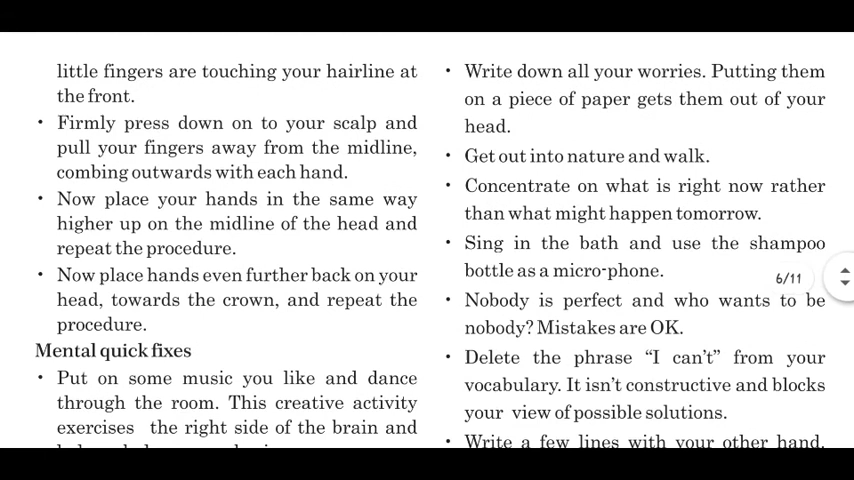 little fingers are touching your hairline at
the front.
• Firmly press down on to your scalp and
pull your fingers away from the midline,
combing outwards with each hand.
• Now place your hands in the same way
higher up on the midline of the head and
repeat the procedure.
• Now place hands even further back on your
head, towards the crown, and repeat the
procedure.
Mental quick fixes
• Put on some music you like and dance
through the room. This creative activity
exercises the right side of the brain and
• Write down all your worries. Putting them
on a piece of paper gets them out of your
head.
• Get out into nature and walk.
• Concentrate on what is right now rather
than what might happen tomorrow.
• Sing in the bath and use the shampoo
bottle as a micro-phone.
• Nobody is perfect and who wants to be
nobody? Mistakes are OK.
• Delete the phrase “I can’t” from your
vocabulary. It isn’t constructive and blocks
your view of possible solutions.
• Write a few lines with your other hand.
6/11